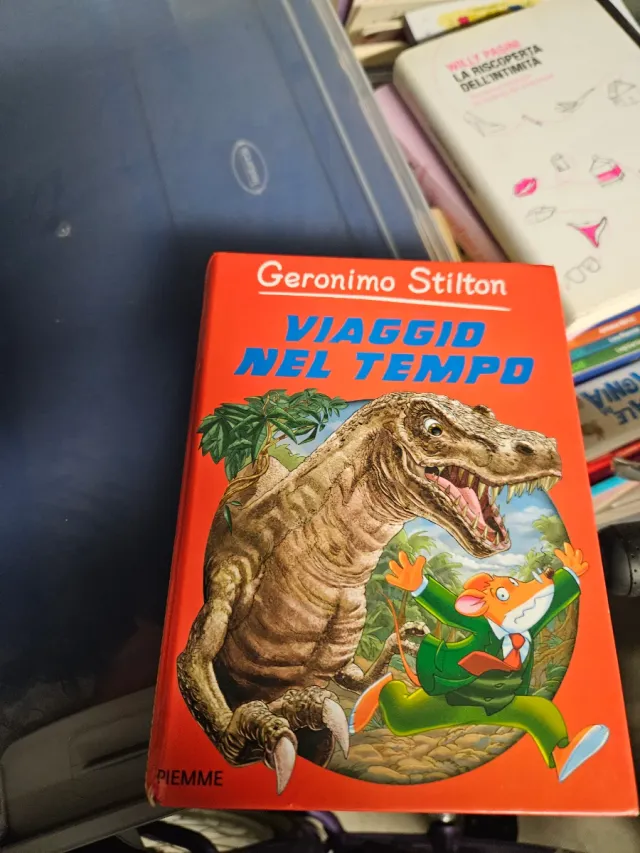 WILLY PASINI
LA RISCOPERTA
DELL'INTIMITÀ
Geronimo Stilton
VIAGGIO
NEL TEMPO
PIEMME